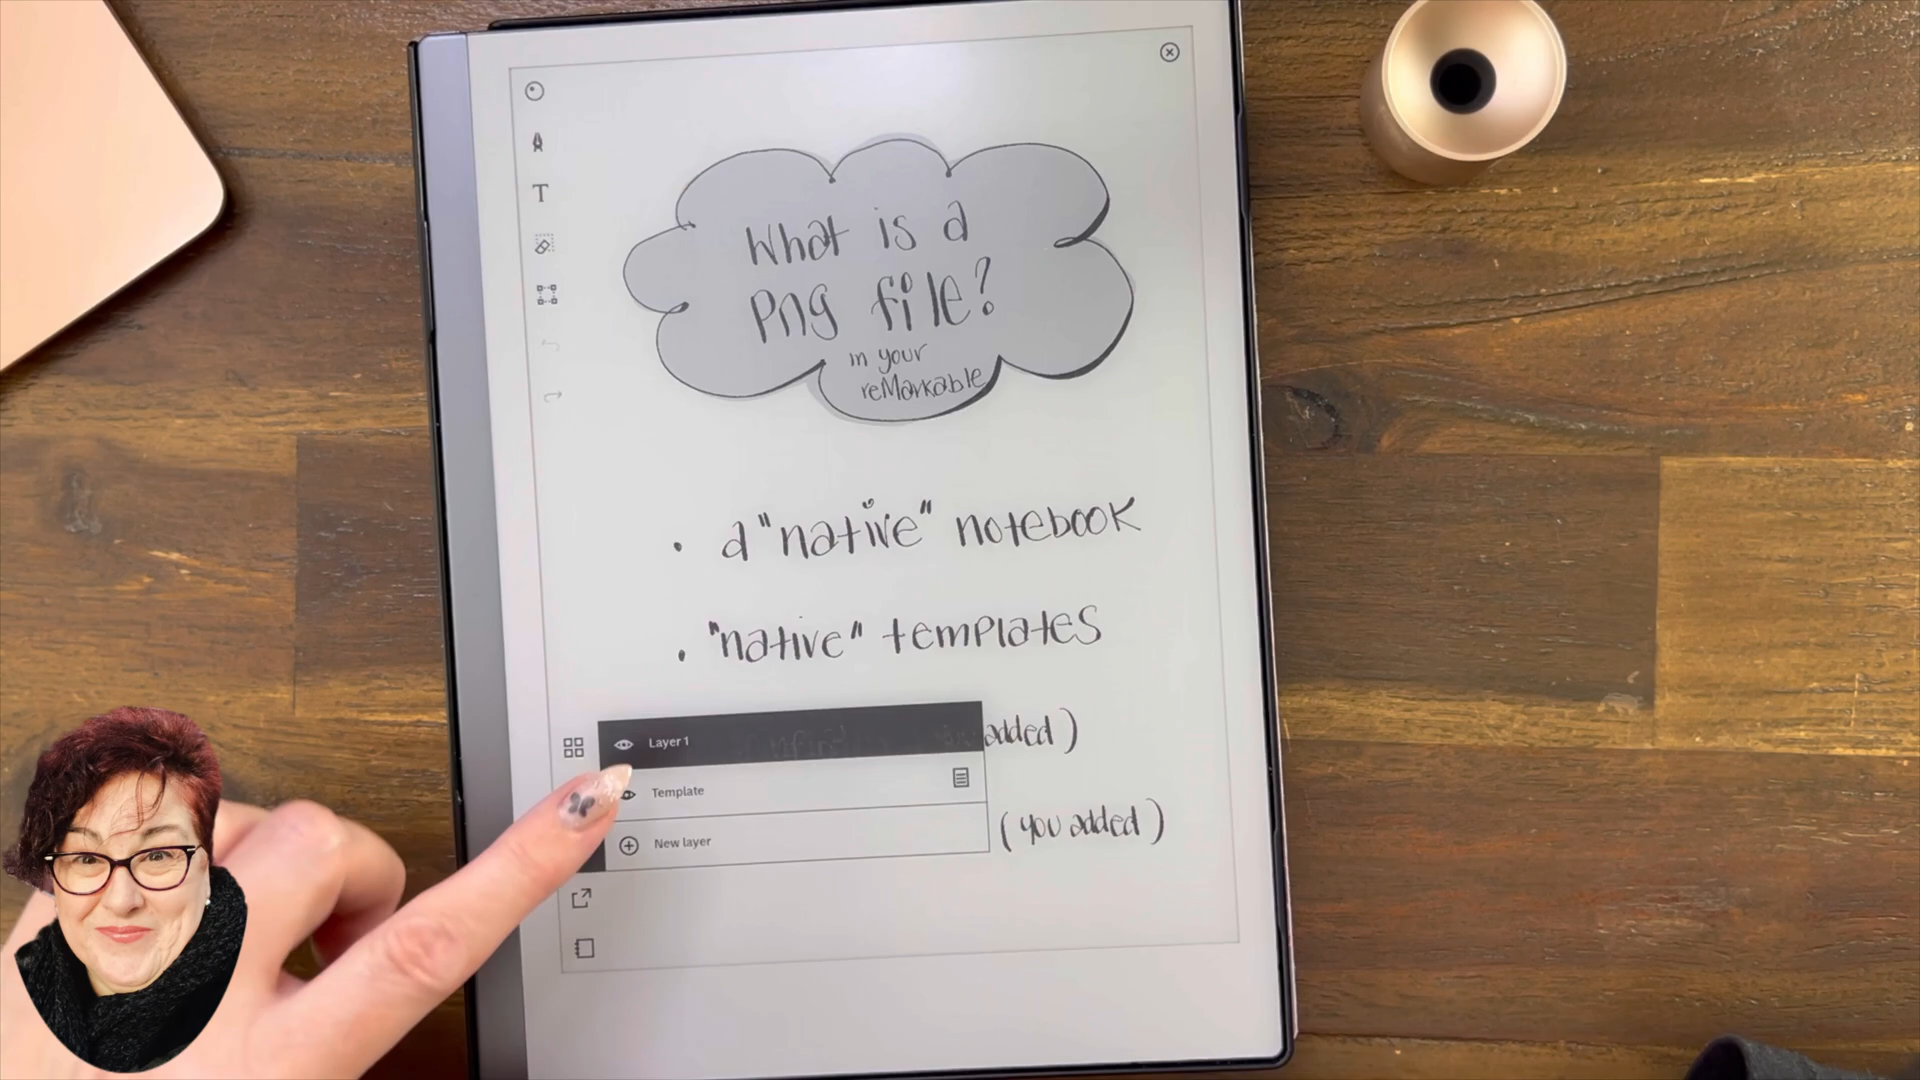 T
What is a
png file?
in your
reMarkable
• a "native" notebook
• "native" templates
Layer 1
added)
Template
New layer
(you added)